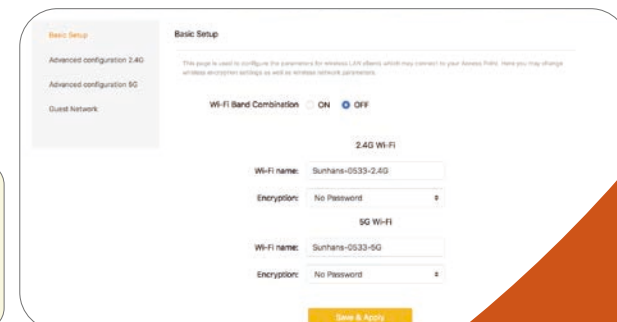 Basic Setup
Advanced configuration 2.4G
Advanced configuration 5G
Guest Network
Basic Setup
This page is used to configure the parameters for wireless LAN clients which may connect to your Access Point. Here you may change
wireless encryption settings as well as wireless network parameters.
Wi-Fi Band Combination ON OFF
2.4G Wi-Fi
Wi-Fi name: Sunhans-0533-2.4G
Encryption: No Password
5G Wi-Fi
Wi-Fi name: Sunhans-0533-5G
Encryption: No Password
Save & Apply